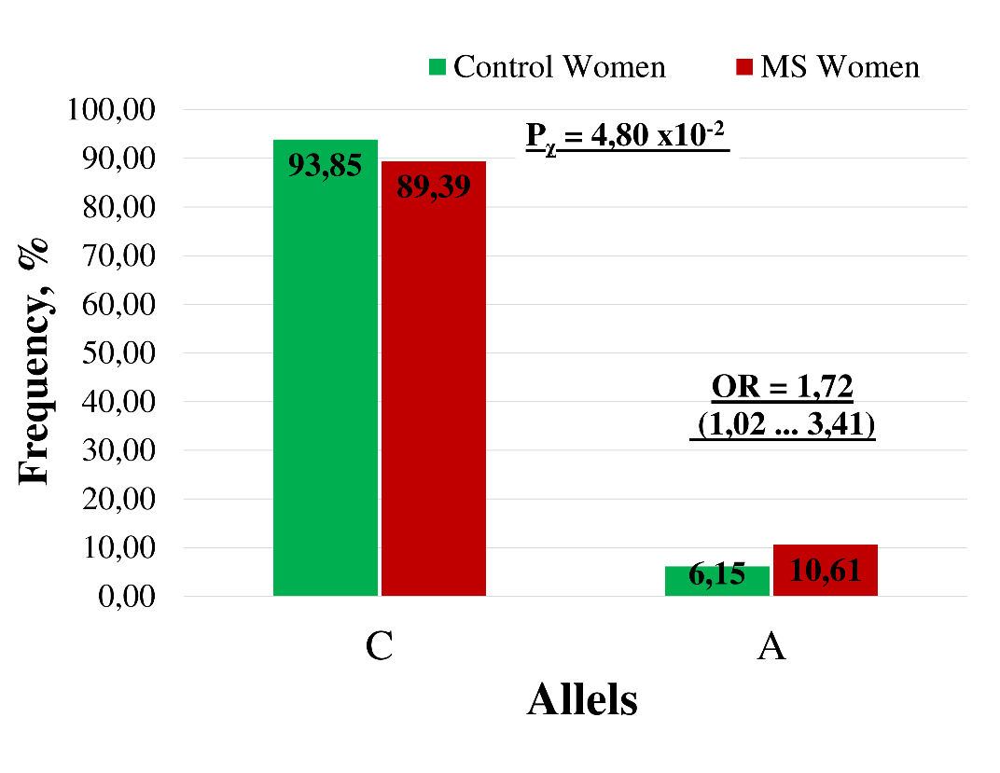 Control Women
MS Women
P_χ = 4,80 x10⁻²
100,00
90,00
80,00
70,00
60,00
50,00
40,00
30,00
20,00
10,00
0,00
Frequency, %
93,85
89,39
OR = 1,72
(1,02 ... 3,41)
6,15
10,61
C
A
Allels